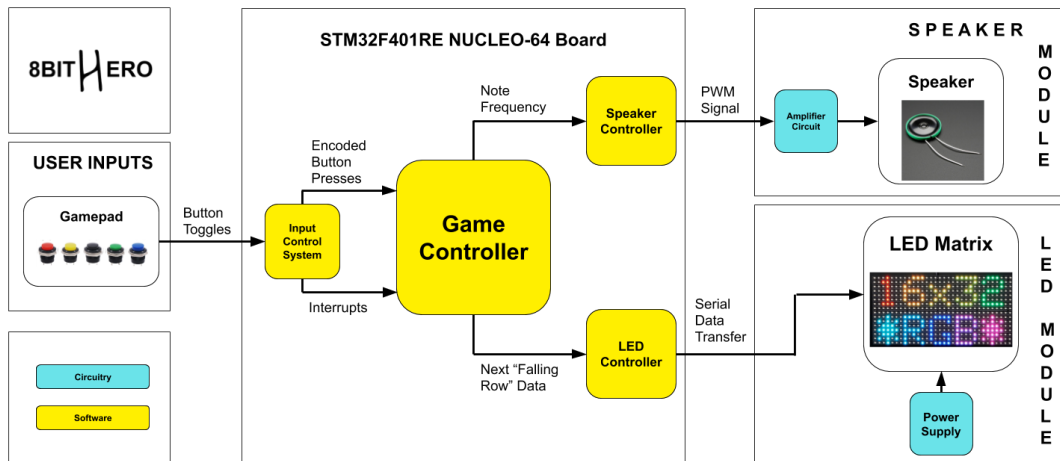 8BITHERO
USER INPUTS
Gamepad
Button
Toggles
Circuitry
Software
STM32F401RE NUCLEO-64 Board
Input
Control
System
Encoded
Button
Presses
Interrupts
Game
Controller
Note
Frequency
Speaker
Controller
Next “Falling
Row” Data
LED
Controller
PWM
Signal
Serial
Data
Transfer
SPEAKER
MODULE
Amplifier
Circuit
Speaker
LED
MODULE
LED Matrix
16x32
*RGB*
Power
Supply